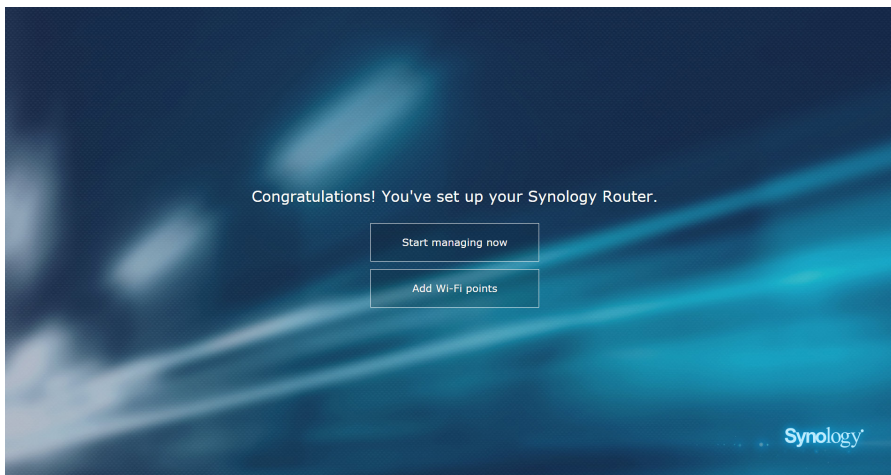 Congratulations! You've set up your Synology Router.
Start managing now
Add Wi-Fi points
Synology